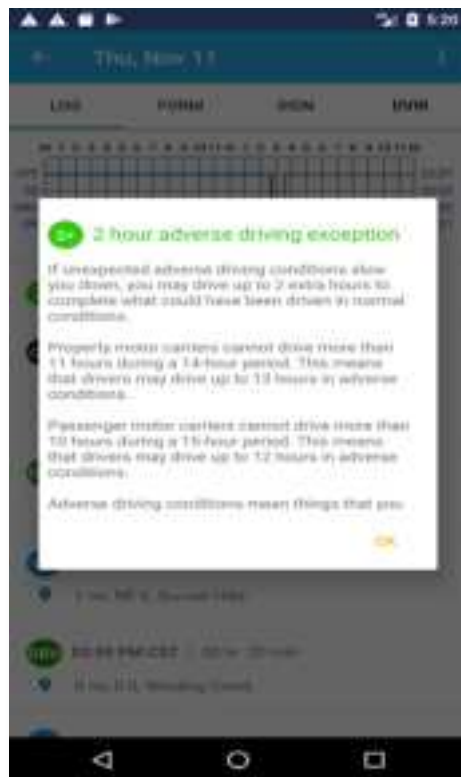 5:20
Thu, Nov 11
LOG FORM SIGN DVIR
2 hour adverse driving exception
If unexpected adverse driving conditions slow
you down, you may drive up to 2 extra hours to
complete what could have been driven in normal
conditions.
Property motor carriers cannot drive more than
11 hours during a 14-hour period. This means
that drivers may drive up to 13 hours in adverse
conditions.
Passenger motor carriers cannot drive more than
10 hours during a 15-hour period. This means
that drivers may drive up to 12 hours in adverse
conditions.
Adverse driving conditions mean things that you
OK